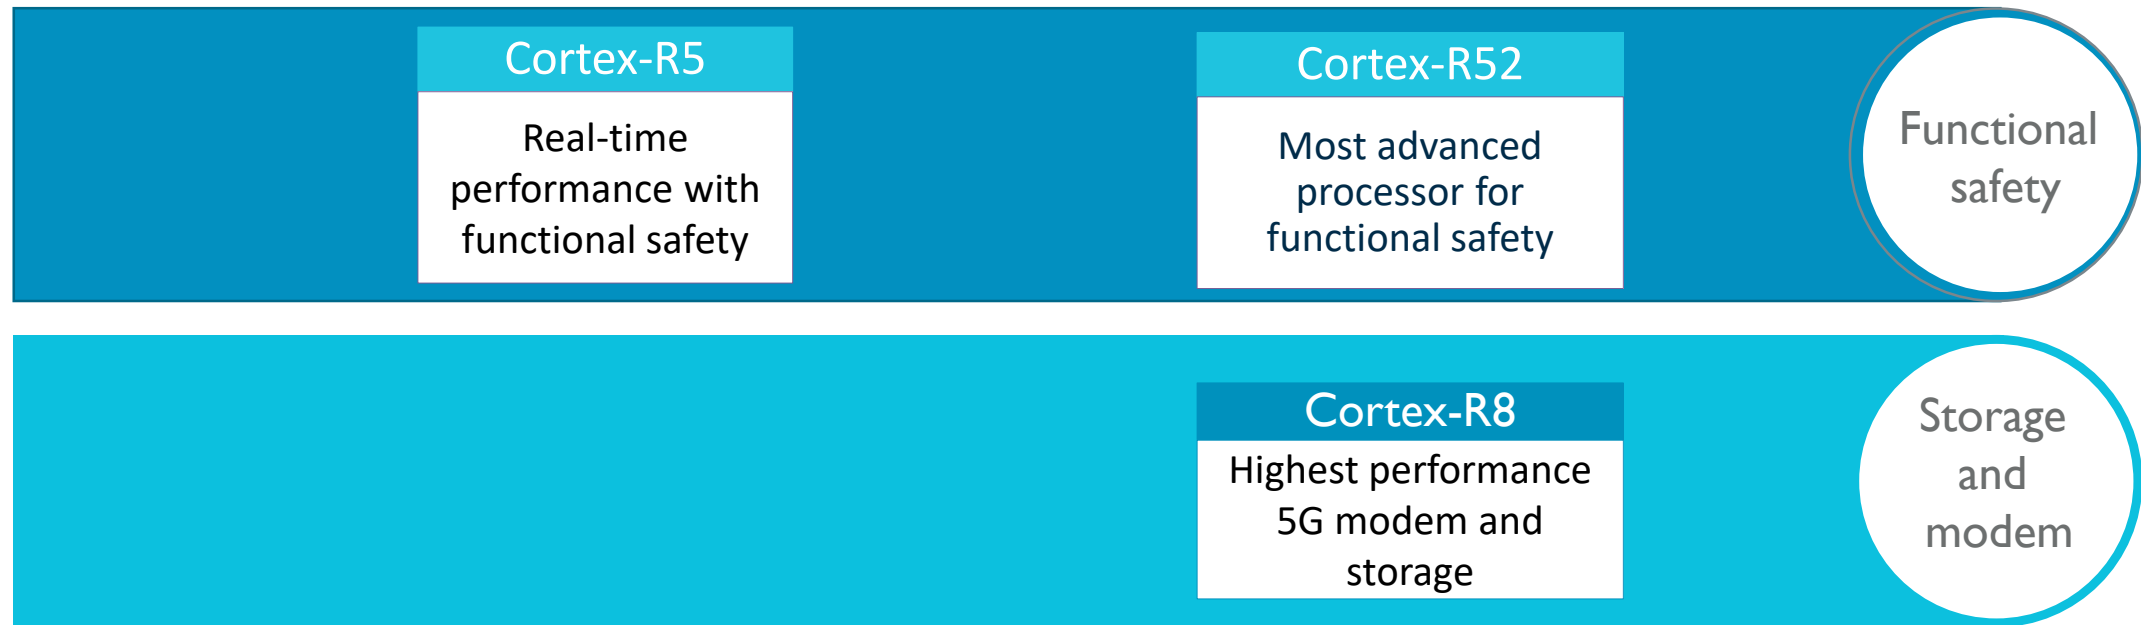 Cortex-R5
Real-time
performance with
functional safety
Cortex-R52
Most advanced
processor for
functional safety
Functional
safety
Cortex-R8
Highest performance
5G modem and
storage
Storage
and
modem